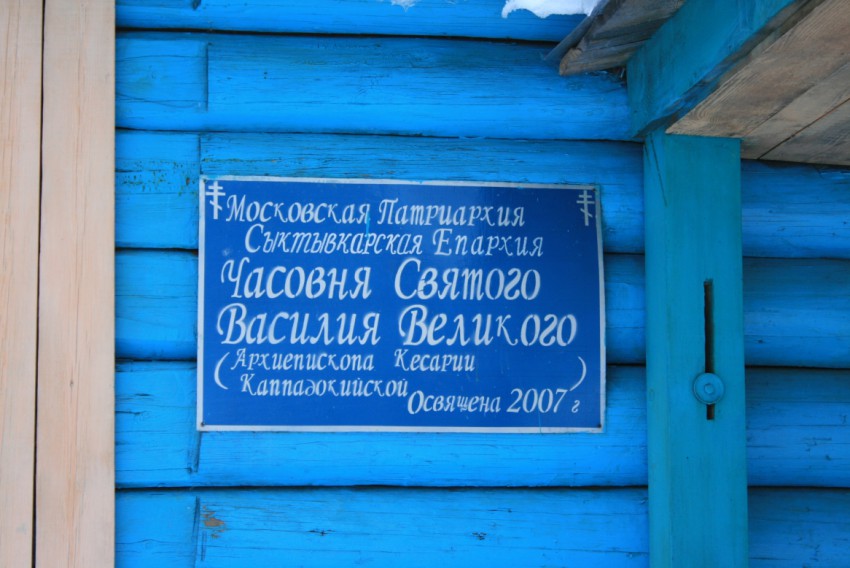 Московская Патриархия
Сыктывкарская Епархия
Часовня Святого
Василия Великого
(Архиепископа Кесарии
Каппадокийской)
Освящена 2007 г